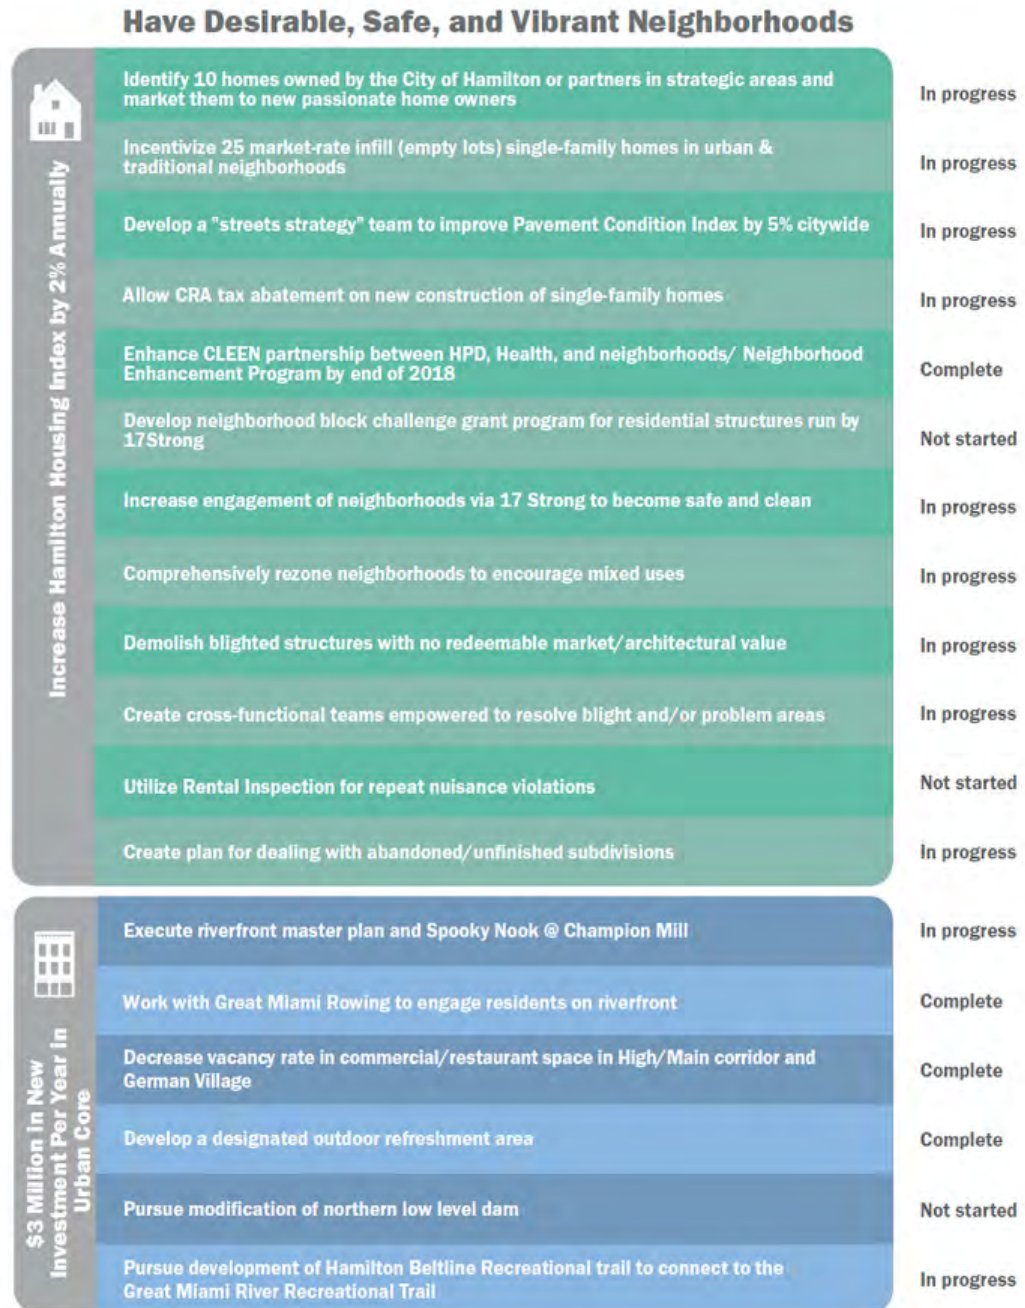 Have Desirable, Safe, and Vibrant Neighborhoods
Increase Hamilton Housing Index by 2% Annually
Identify 10 homes owned by the City of Hamilton or partners in strategic areas and
market them to new passionate home owners
In progress
Incentivize 25 market-rate infill (empty lots) single-family homes in urban &
traditional neighborhoods
In progress
Develop a "streets strategy" team to improve Pavement Condition Index by 5% citywide
In progress
Allow CRA tax abatement on new construction of single-family homes
In progress
Enhance CLEEN partnership between HPD, Health, and neighborhoods/ Neighborhood
Enhancement Program by end of 2018
Complete
Develop neighborhood block challenge grant program for residential structures run by
17Strong
Not started
Increase engagement of neighborhoods via 17 Strong to become safe and clean
In progress
Comprehensively rezone neighborhoods to encourage mixed uses
In progress
Demolish blighted structures with no redeemable market/architectural value
In progress
Create cross-functional teams empowered to resolve blight and/or problem areas
In progress
Utilize Rental Inspection for repeat nuisance violations
Not started
Create plan for dealing with abandoned/unfinished subdivisions
In progress
$3 Million in New
Investment Per Year in
Urban Core
Execute riverfront master plan and Spooky Nook @ Champion Mill
In progress
Work with Great Miami Rowing to engage residents on riverfront
Complete
Decrease vacancy rate in commercial/restaurant space in High/Main corridor and
German Village
Complete
Develop a designated outdoor refreshment area
Complete
Pursue modification of northern low level dam
Not started
Pursue development of Hamilton Beltline Recreational trail to connect to the
Great Miami River Recreational Trail
In progress